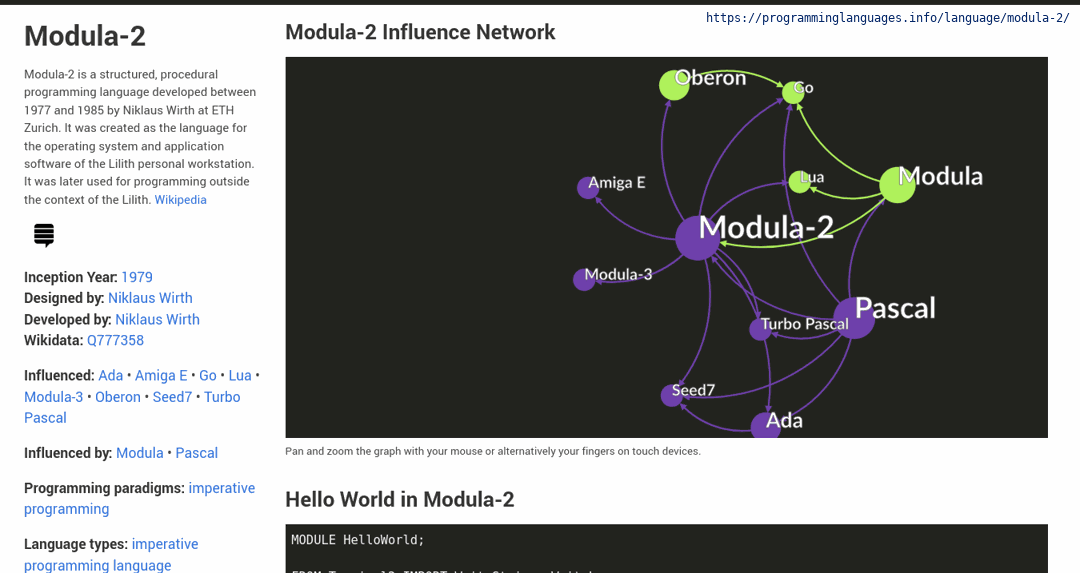 https://programminglanguages.info/language/modula-2/
Modula-2
Modula-2 is a structured, procedural
programming language developed between
1977 and 1985 by Niklaus Wirth at ETH
Zurich. It was created as the language for
the operating system and application
software of the Lilith personal workstation.
It was later used for programming outside
the context of the Lilith. Wikipedia
Inception Year: 1979
Designed by: Niklaus Wirth
Developed by: Niklaus Wirth
Wikidata: Q777358
Influenced: Ada • Amiga E • Go • Lua •
Modula-3 • Oberon • Seed7 • Turbo
Pascal
Influenced by: Modula • Pascal
Programming paradigms: imperative
programming
Language types: imperative
programming language
Modula-2 Influence Network
Oberon
Go
Amiga E
Lua
Modula
Modula-2
Modula-3
Pascal
Turbo Pascal
Seed7
Ada
Pan and zoom the graph with your mouse or alternatively your fingers on touch devices.
Hello World in Modula-2
MODULE HelloWorld;